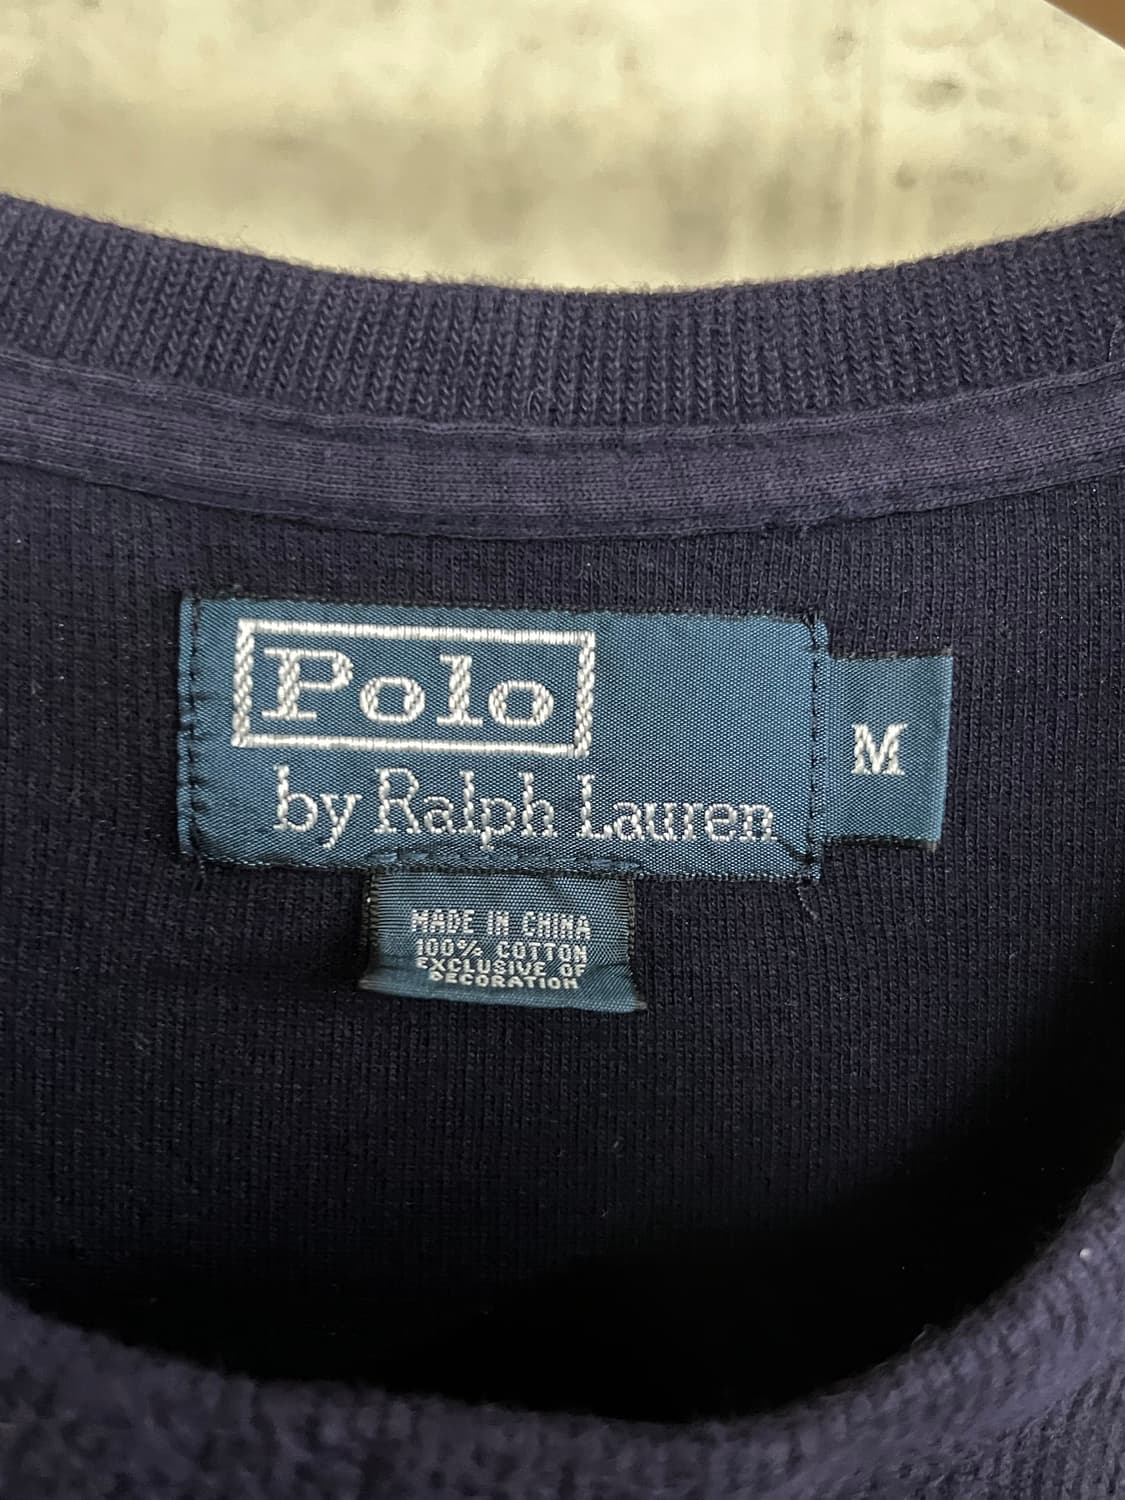 Polo
by Ralph Lauren
M
MADE IN CHINA
100% COTTON
EXCLUSIVE OF
DECORATION